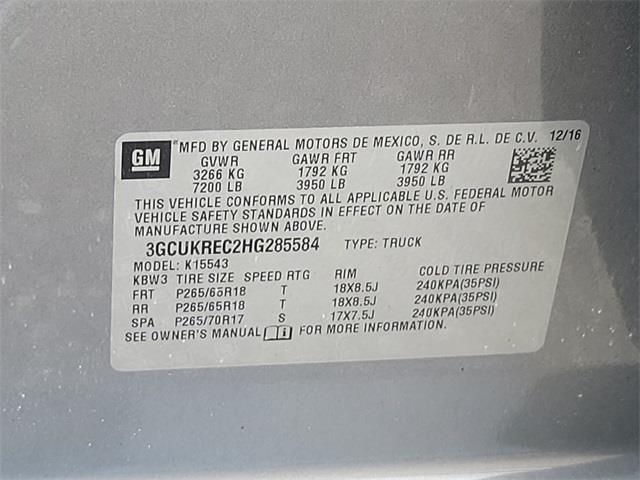 GM
MFD BY GENERAL MOTORS DE MEXICO, S. DE R.L. DE C.V. 12/16
GVWR GAWR FRT GAWR RR
3266 KG 1792 KG 1792 KG
7200 LB 3950 LB 3950 LB
THIS VEHICLE CONFORMS TO ALL APPLICABLE U.S. FEDERAL MOTOR
VEHICLE SAFETY STANDARDS IN EFFECT ON THE DATE OF
MANUFACTURE SHOWN ABOVE.
3GCUKREC2HG285584 TYPE: TRUCK
MODEL: K15543
KBW3 TIRE SIZE SPEED RTG RIM COLD TIRE PRESSURE
FRT P265/65R18 T 18X8.5J 240KPA(35PSI)
RR P265/65R18 T 18X8.5J 240KPA(35PSI)
SPA P265/70R17 S 17X7.5J 240KPA(35PSI)
SEE OWNER'S MANUAL FOR MORE INFORMATION.